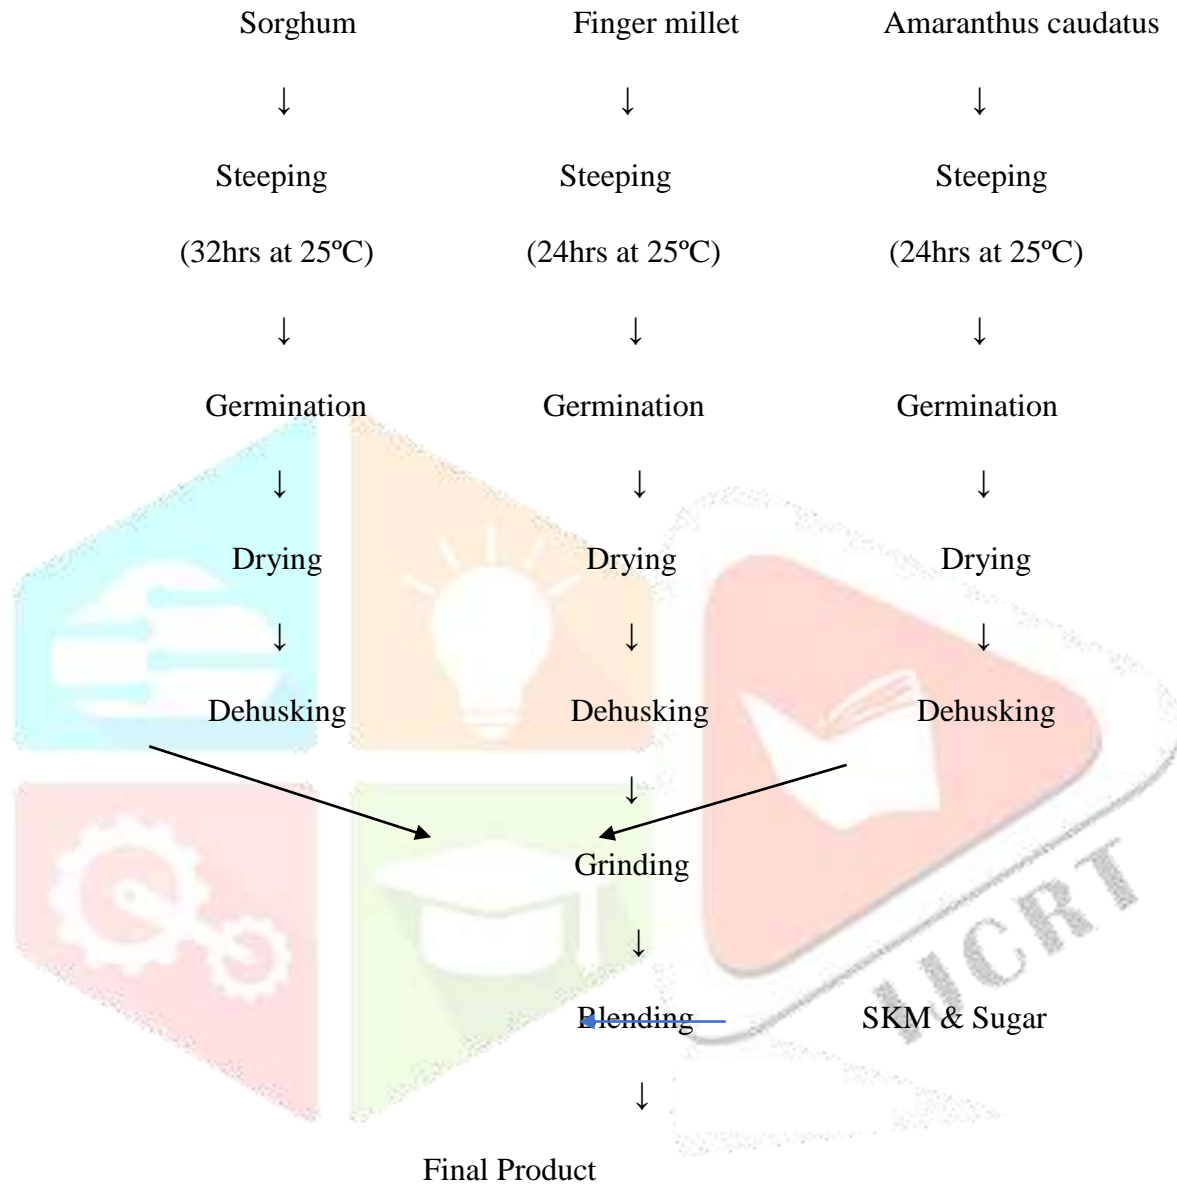 Sorghum Finger millet Amaranthus caudatus
↓ ↓ ↓
Steeping Steeping Steeping
(32hrs at 25ºC) (24hrs at 25ºC) (24hrs at 25ºC)
↓ ↓ ↓
Germination Germination Germination
↓ ↓ ↓
Drying Drying Drying
↓ ↓ ↓
Dehusking Dehusking Dehusking
↓
Grinding
↓
Blending SKM & Sugar
↓
Final Product
IJCRT